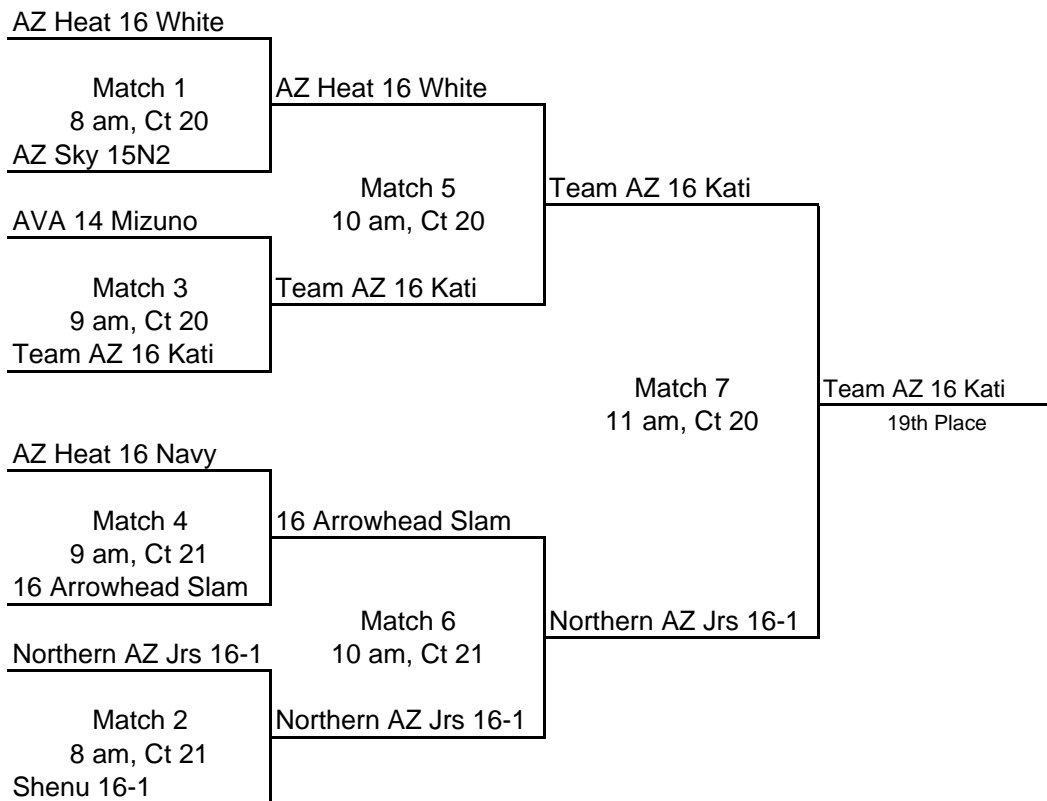 AZ Heat 16 White
Match 1
8 am, Ct 20
AZ Sky 15N2
AZ Heat 16 White
AVA 14 Mizuno
Match 3
9 am, Ct 20
Team AZ 16 Kati
Team AZ 16 Kati
Match 5
10 am, Ct 20
Team AZ 16 Kati
AZ Heat 16 Navy
Match 4
9 am, Ct 21
16 Arrowhead Slam
16 Arrowhead Slam
Northern AZ Jrs 16-1
Match 2
8 am, Ct 21
Shenu 16-1
Northern AZ Jrs 16-1
Match 6
10 am, Ct 21
Northern AZ Jrs 16-1
Match 7
11 am, Ct 20
Team AZ 16 Kati
19th Place